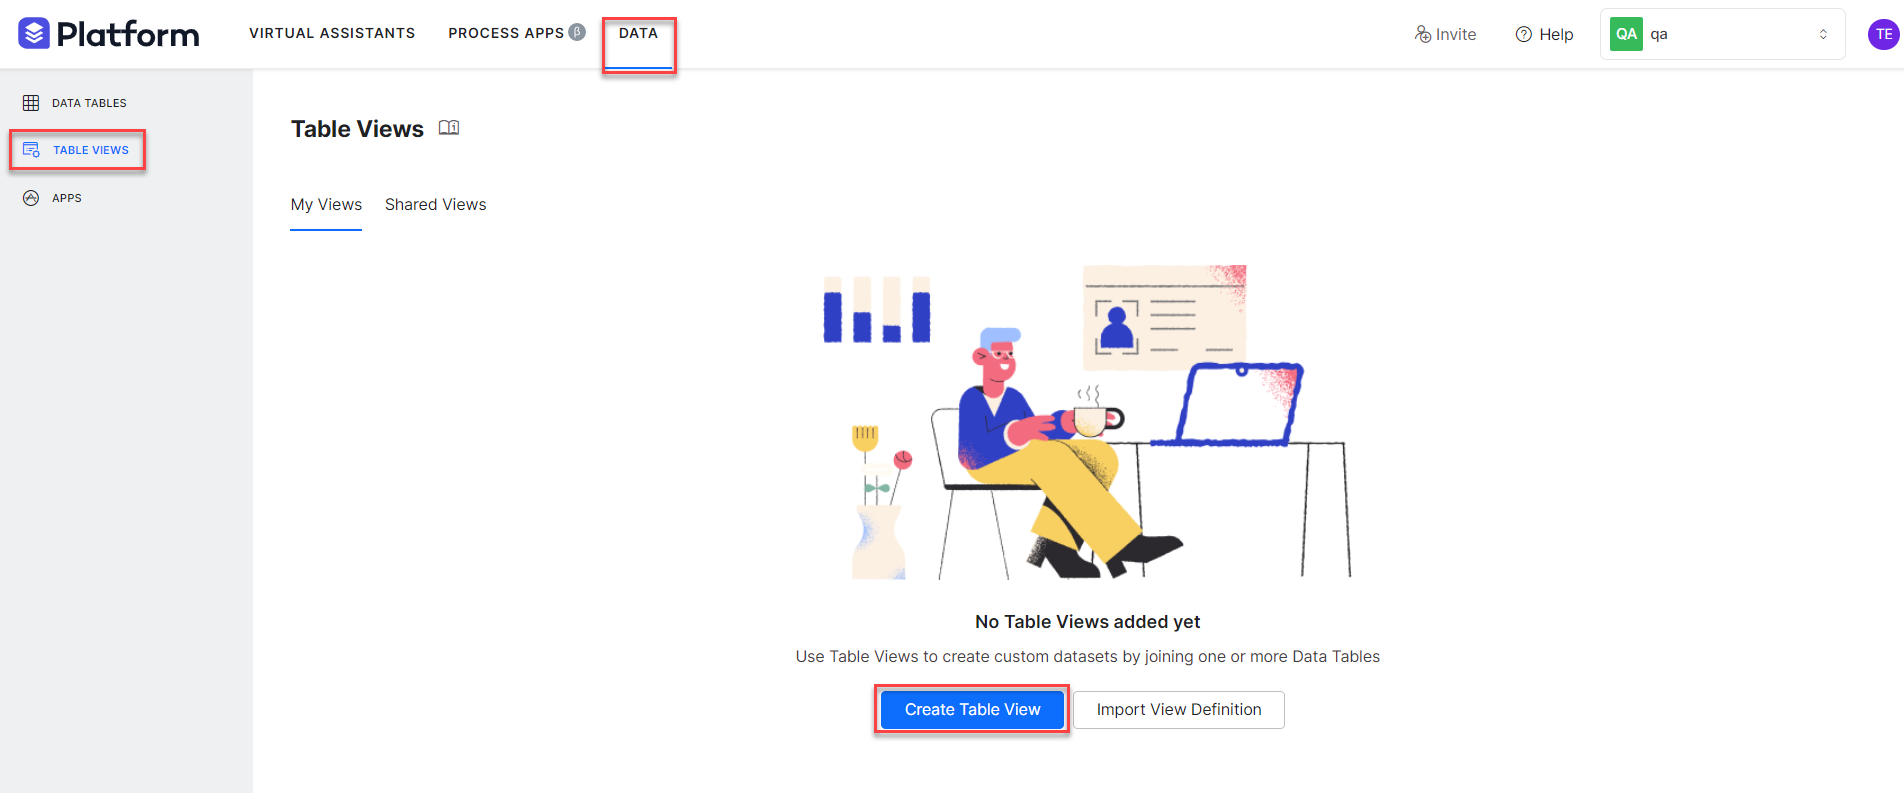 Platform
VIRTUAL ASSISTANTS PROCESS APPS β DATA
Invite Help QA qa TE
DATA TABLES
TABLE VIEWS
APPS
Table Views
My Views Shared Views
No Table Views added yet
Use Table Views to create custom datasets by joining one or more Data Tables
Create Table View Import View Definition